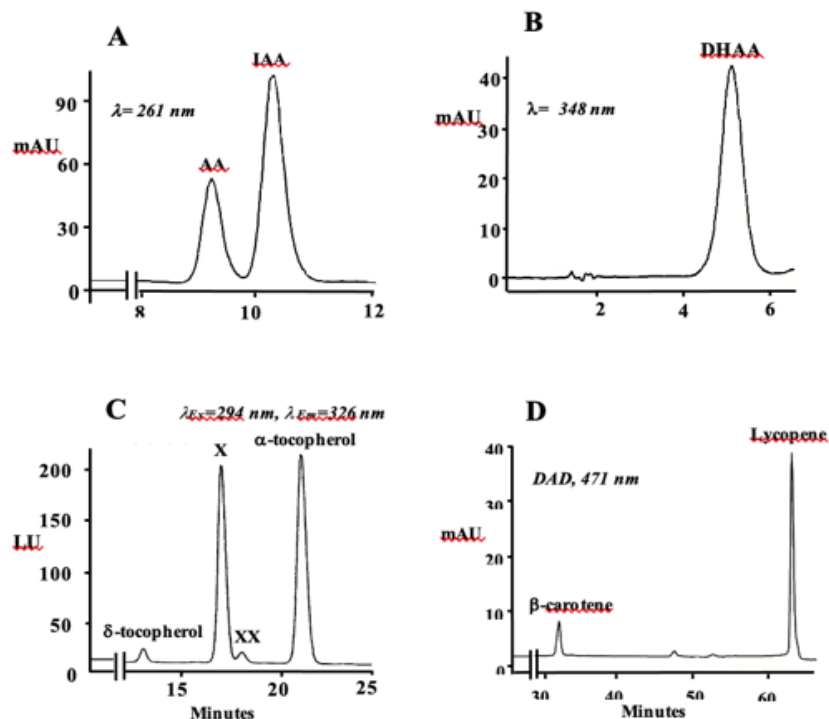 A
IAA
90
λ= 261 nm
mAU
AA
60
30
0
8
10
12
B
DHAA
40
λ= 348 nm
mAU
30
20
10
0
2
4
6
C
λEx=294 nm, λEm=326 nm
X
α-tocopherol
200
150
LU
100
50
δ-tocopherol
XX
0
15
21
25
Minutes
D
Lycopene
40
DAD, 471 nm
30
mAU
20
β-carotene
10
0
30
40
60
Minutes